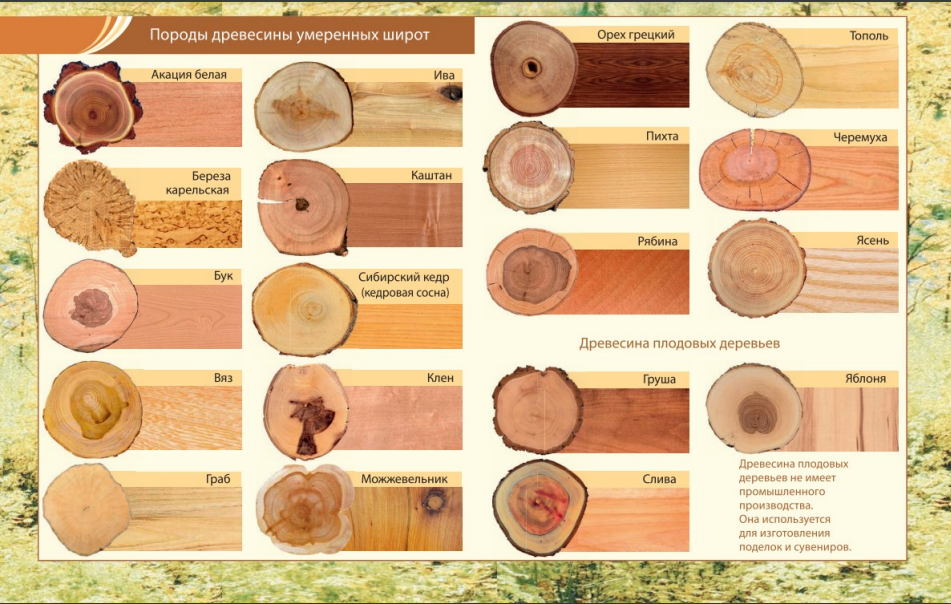 Породы древесины умеренных широт
Акация белая
Береза
карельская
Бук
Вяз
Граб
Ива
Каштан
Сибирский кедр
(кедровая сосна)
Клен
Можжевельник
Орех грецкий
Пихта
Рябина
Тополь
Черемуха
Ясень
Древесина плодовых деревьев
Груша
Слива
Яблоня
Древесина плодовых
деревьев не имеет
промышленного
производства.
Она используется
для изготовления
поделок и сувениров.